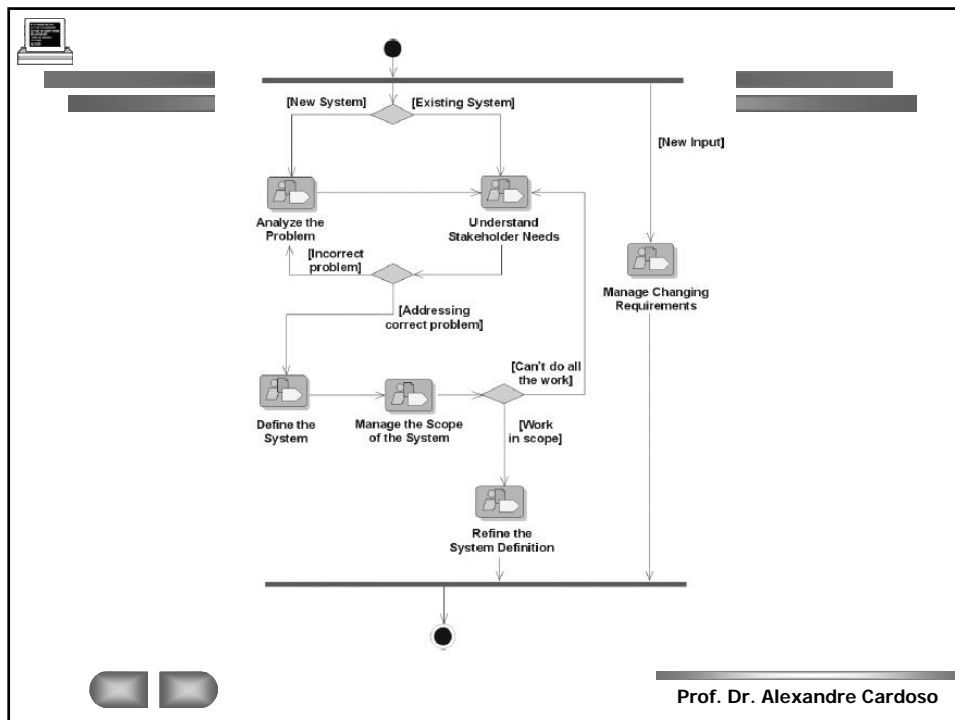 [New System]
[Existing System]
[New Input]
Analyze the
Problem
Understand
Stakeholder Needs
[Incorrect
problem]
Manage Changing
Requirements
[Addressing
correct problem]
[Can't do all
the work]
Define the
System
Manage the Scope
of the System
[Work
in scope]
Refine the
System Definition
Prof. Dr. Alexandre Cardoso